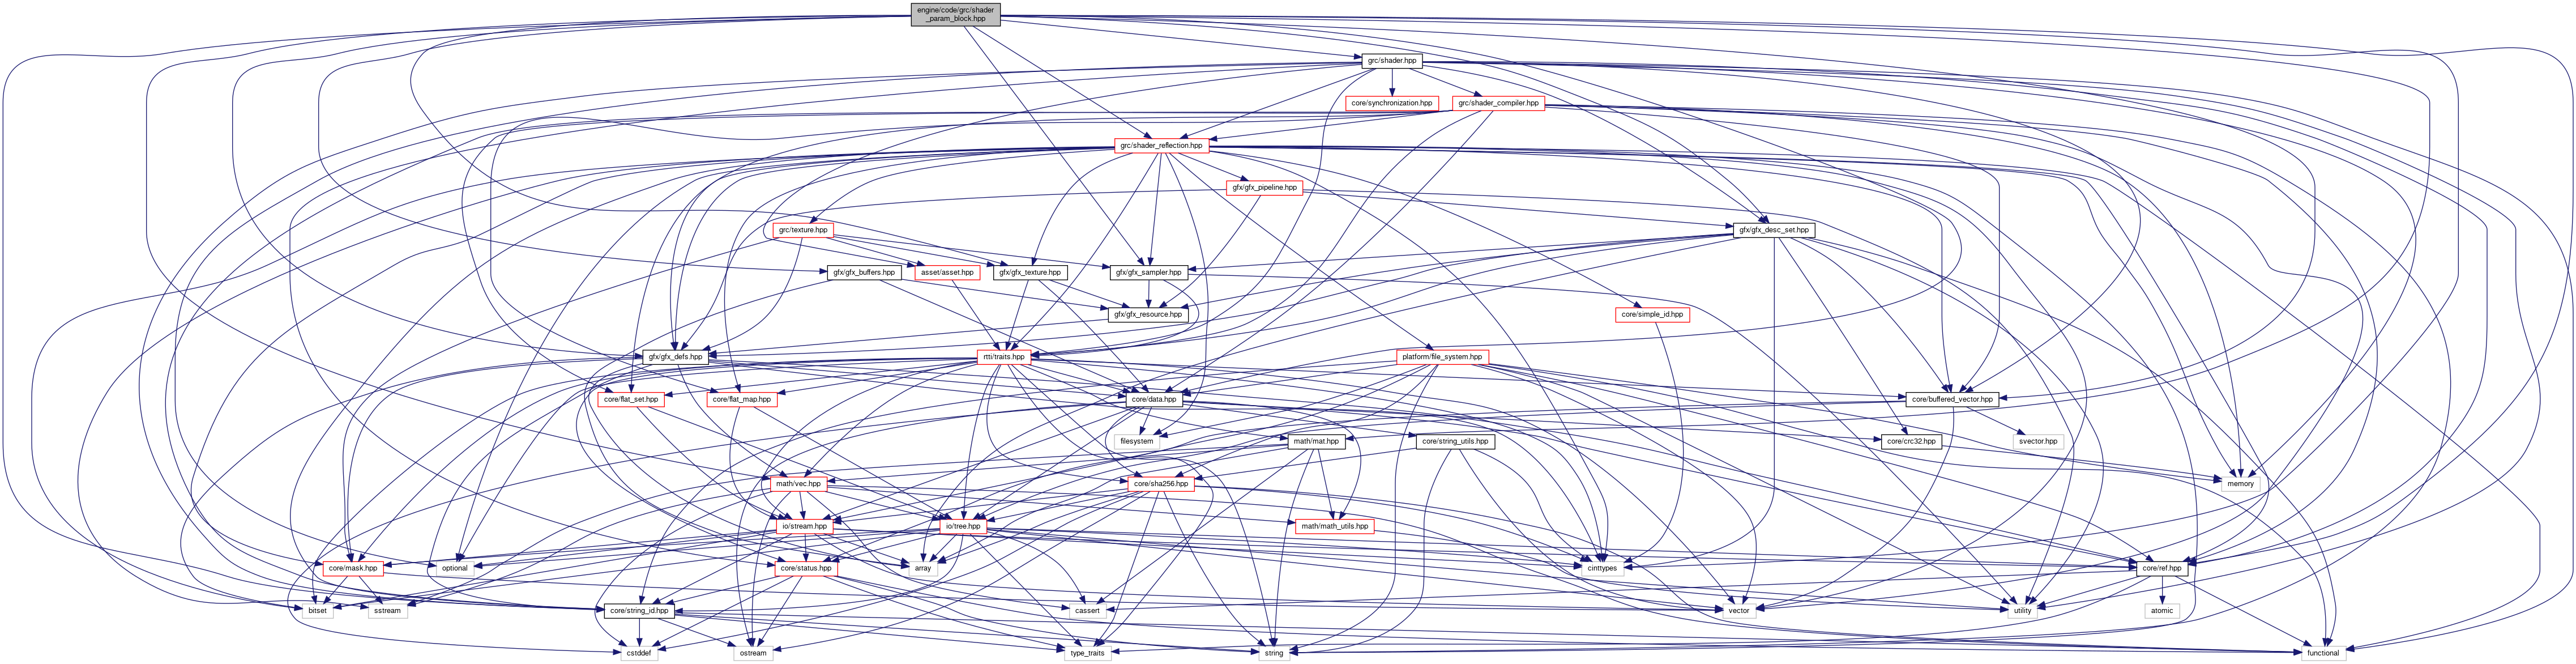 engine/code/grc/shader
_param_block.hpp
grc/shader.hpp
core/synchronization.hpp
grc/shader_compiler.hpp
grc/shader_reflection.hpp
gfx/gfx_pipeline.hpp
grc/texture.hpp
gfx/gfx_desc_set.hpp
gfx/gfx_buffers.hpp
asset/asset.hpp
gfx/gfx_texture.hpp
gfx/gfx_sampler.hpp
gfx/gfx_resource.hpp
core/simple_id.hpp
gfx/gfx_defs.hpp
rtti/traits.hpp
platform/file_system.hpp
core/flat_set.hpp
core/flat_map.hpp
core/data.hpp
core/buffered_vector.hpp
filesystem
math/mat.hpp
core/string_utils.hpp
core/crc32.hpp
svector.hpp
math/vec.hpp
core/sha256.hpp
memory
io/stream.hpp
io/tree.hpp
math/math_utils.hpp
core/mask.hpp
optional
core/status.hpp
array
cinttypes
core/ref.hpp
bitset
sstream
core/string_id.hpp
cassert
vector
utility
atomic
cstddef
ostream
type_traits
string
functional